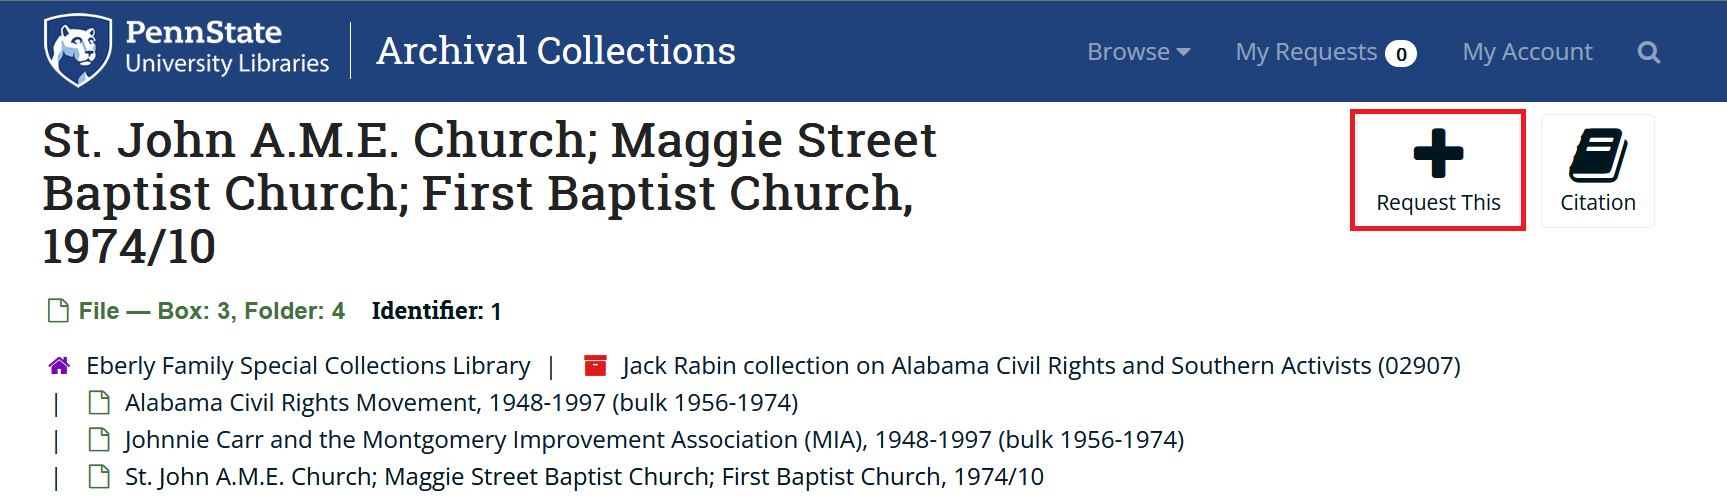 PennState
University Libraries
Archival Collections
Browse
My Requests 0
My Account
St. John A.M.E. Church; Maggie Street
Baptist Church; First Baptist Church,
1974/10
Request This
Citation
File — Box: 3, Folder: 4 Identifier: 1
Eberly Family Special Collections Library | Jack Rabin collection on Alabama Civil Rights and Southern Activists (02907)
| Alabama Civil Rights Movement, 1948-1997 (bulk 1956-1974)
| Johnnie Carr and the Montgomery Improvement Association (MIA), 1948-1997 (bulk 1956-1974)
| St. John A.M.E. Church; Maggie Street Baptist Church; First Baptist Church, 1974/10